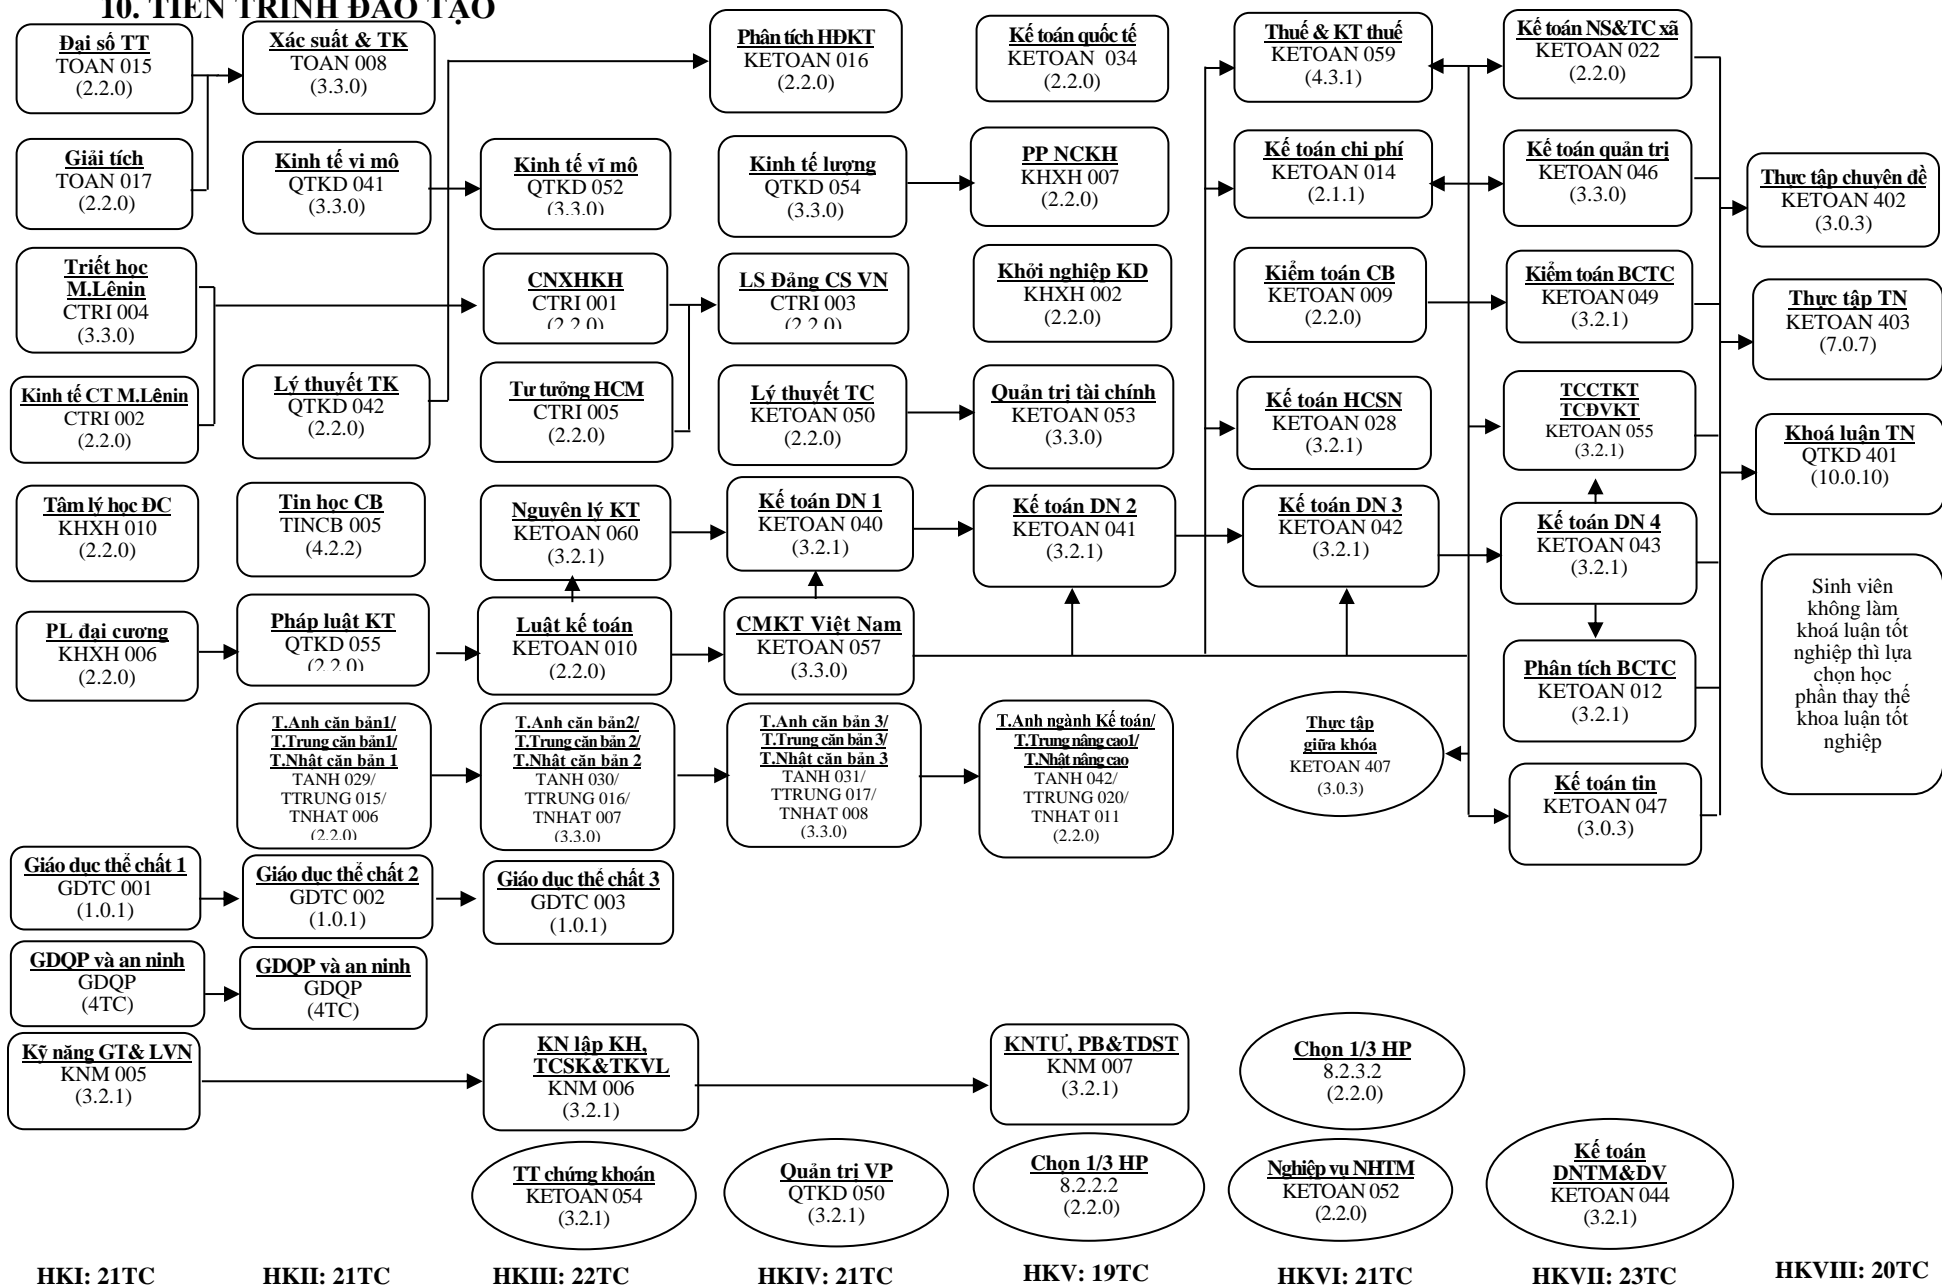 10. TIẾN TRÌNH ĐÀO TẠO
Đại số TT
TOAN 015
(2.2.0)
Xác suất & TK
TOAN 008
(3.3.0)
Phân tích HĐKT
KETOAN 016
(2.2.0)
Kế toán quốc tế
KETOAN 034
(2.2.0)
Thuế & KT thuế
KETOAN 059
(4.3.1)
Kế toán NS&TC xã
KETOAN 022
(2.2.0)
Giải tích
TOAN 017
(2.2.0)
Kinh tế vi mô
QTKD 041
(3.3.0)
Kinh tế vĩ mô
QTKD 052
(3.3.0)
Kinh tế lượng
QTKD 054
(3.3.0)
PP NCKH
KHXH 007
(2.2.0)
Kế toán chi phí
KETOAN 014
(2.1.1)
Kế toán quản trị
KETOAN 046
(3.3.0)
Thực tập chuyên đề
KETOAN 402
(3.0.3)
Triết học
M.Lênin
CTRI 004
(3.3.0)
CNXHKH
CTRI 001
(2.2.0)
LS Đảng CS VN
CTRI 003
(2.2.0)
Khởi nghiệp KD
KHXH 002
(2.2.0)
Kiểm toán CB
KETOAN 009
(2.2.0)
Kiểm toán BCTC
KETOAN 049
(3.2.1)
Thực tập TN
KETOAN 403
(7.0.7)
Kinh tế CT M.Lênin
CTRI 002
(2.2.0)
Lý thuyết TK
QTKD 042
(2.2.0)
Tư tưởng HCM
CTRI 005
(2.2.0)
Lý thuyết TC
KETOAN 050
(2.2.0)
Quản trị tài chính
KETOAN 053
(3.3.0)
Kế toán HCSN
KETOAN 028
(3.2.1)
TCCTKT
TCĐVKT
KETOAN 055
(3.2.1)
Khoá luận TN
QTKD 401
(10.0.10)
Tâm lý học ĐC
KHXH 010
(2.2.0)
Tin học CB
TINCB 005
(4.2.2)
Nguyên lý KT
KETOAN 060
(3.2.1)
Kế toán DN 1
KETOAN 040
(3.2.1)
Kế toán DN 2
KETOAN 041
(3.2.1)
Kế toán DN 3
KETOAN 042
(3.2.1)
Kế toán DN 4
KETOAN 043
(3.2.1)
Sinh viên
không làm
khoá luận tốt
nghiệp thì lựa
chọn học
phần thay thế
khoa luận tốt
nghiệp
PL đại cương
KHXH 006
(2.2.0)
Pháp luật KT
QTKD 055
(2.2.0)
Luật kế toán
KETOAN 010
(2.2.0)
CMKT Việt Nam
KETOAN 057
(3.3.0)
Phân tích BCTC
KETOAN 012
(3.2.1)
T.Anh căn bản1/
T.Trung căn bản1/
T.Nhât căn bản 1
TANH 029/
TTRUNG 015/
TNHAT 006
(2.2.0)
T.Anh căn bản2/
T.Trung căn bản 2/
T.Nhât căn bản 2
TANH 030/
TTRUNG 016/
TNHAT 007
(3.3.0)
T.Anh căn bản 3/
T.Trung căn bản 3/
T.Nhât căn bản 3
TANH 031/
TTRUNG 017/
TNHAT 008
(3.3.0)
T.Anh ngành Kế toán/
T.Trung nâng cao1/
T.Nhật nâng cao
TANH 042/
TTRUNG 020/
TNHAT 011
(2.2.0)
Thực tập
giữa khóa
KETOAN 407
(3.0.3)
Kế toán tin
KETOAN 047
(3.0.3)
Giáo dục thể chất 1
GDTC 001
(1.0.1)
Giáo dục thể chất 2
GDTC 002
(1.0.1)
Giáo dục thể chất 3
GDTC 003
(1.0.1)
GDQP và an ninh
GDQP
(4TC)
GDQP và an ninh
GDQP
(4TC)
Kỹ năng GT& LVN
KNM 005
(3.2.1)
KN lập KH,
TCSK&TKVL
KNM 006
(3.2.1)
KNTƯ, PB&TDST
KNM 007
(3.2.1)
Chọn 1/3 HP
8.2.3.2
(2.2.0)
TT chứng khoán
KETOAN 054
(3.2.1)
Quản trị VP
QTKD 050
(3.2.1)
Chọn 1/3 HP
8.2.2.2
(2.2.0)
Nghiệp vụ NHTM
KETOAN 052
(2.2.0)
Kế toán
DNTM&DV
KETOAN 044
(3.2.1)
HKI: 21TC
HKII: 21TC
HKIII: 22TC
HKIV: 21TC
HKV: 19TC
HKVI: 21TC
HKVII: 23TC
HKVIII: 20TC